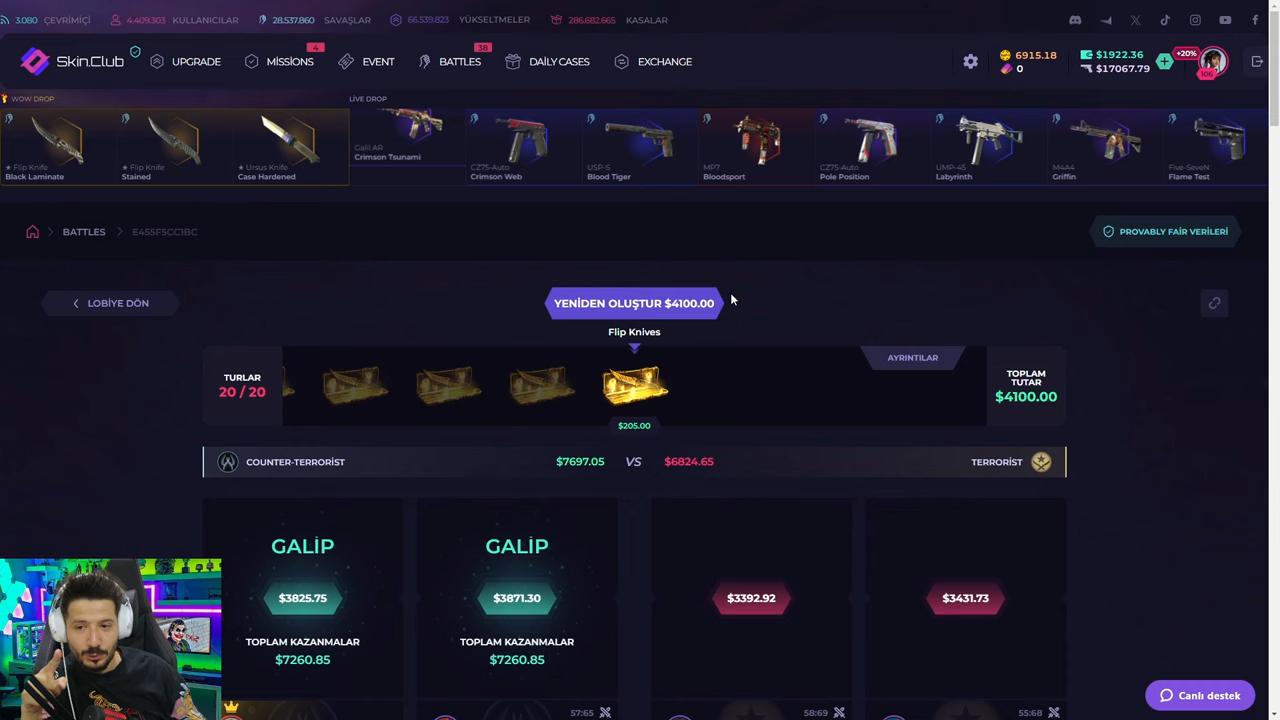 3.080 ÇEVRİMİÇİ 4.409.303 KULLANICILAR 28.537.860 SAVAŞLAR 66.539.823 YÜKSELTMELER 286.682.665 KASALAR
Skin.Club UPGRADE 4 MISSIONS EVENT 38 BATTLES DAILY CASES EXCHANGE 6915.18 0 $1922.36 $17067.79 +20% 106
WOW DROP LİVE DROP
★ Flip Knife
Black Laminate
★ Flip Knife
Stained
★ Ursus Knife
Case Hardened
Galil AR
Crimson Tsunami
CZ75-Auto
Crimson Web
USP-S
Blood Tiger
MP7
Bloodsport
CZ75-Auto
Pole Position
UMP-45
Labyrinth
M4A4
Griffin
Five-SeveN
Flame Test
BATTLES E455F5CC1BC
PROVABLY FAIR VERİLERİ
LOBİYE DÖN
YENİDEN OLUŞTUR $4100.00
Flip Knives
TURLAR
20 / 20
AYRINTILAR
TOPLAM
TUTAR
$4100.00
$205.00
COUNTER-TERRORİST $7697.05 VS $6824.65 TERRORİST
GALİP GALİP
$3825.75 $3871.30 $3392.92 $3431.73
TOPLAM KAZANMALAR TOPLAM KAZANMALAR
$7260.85 $7260.85
57:65 58:69 55:68
Canlı destek